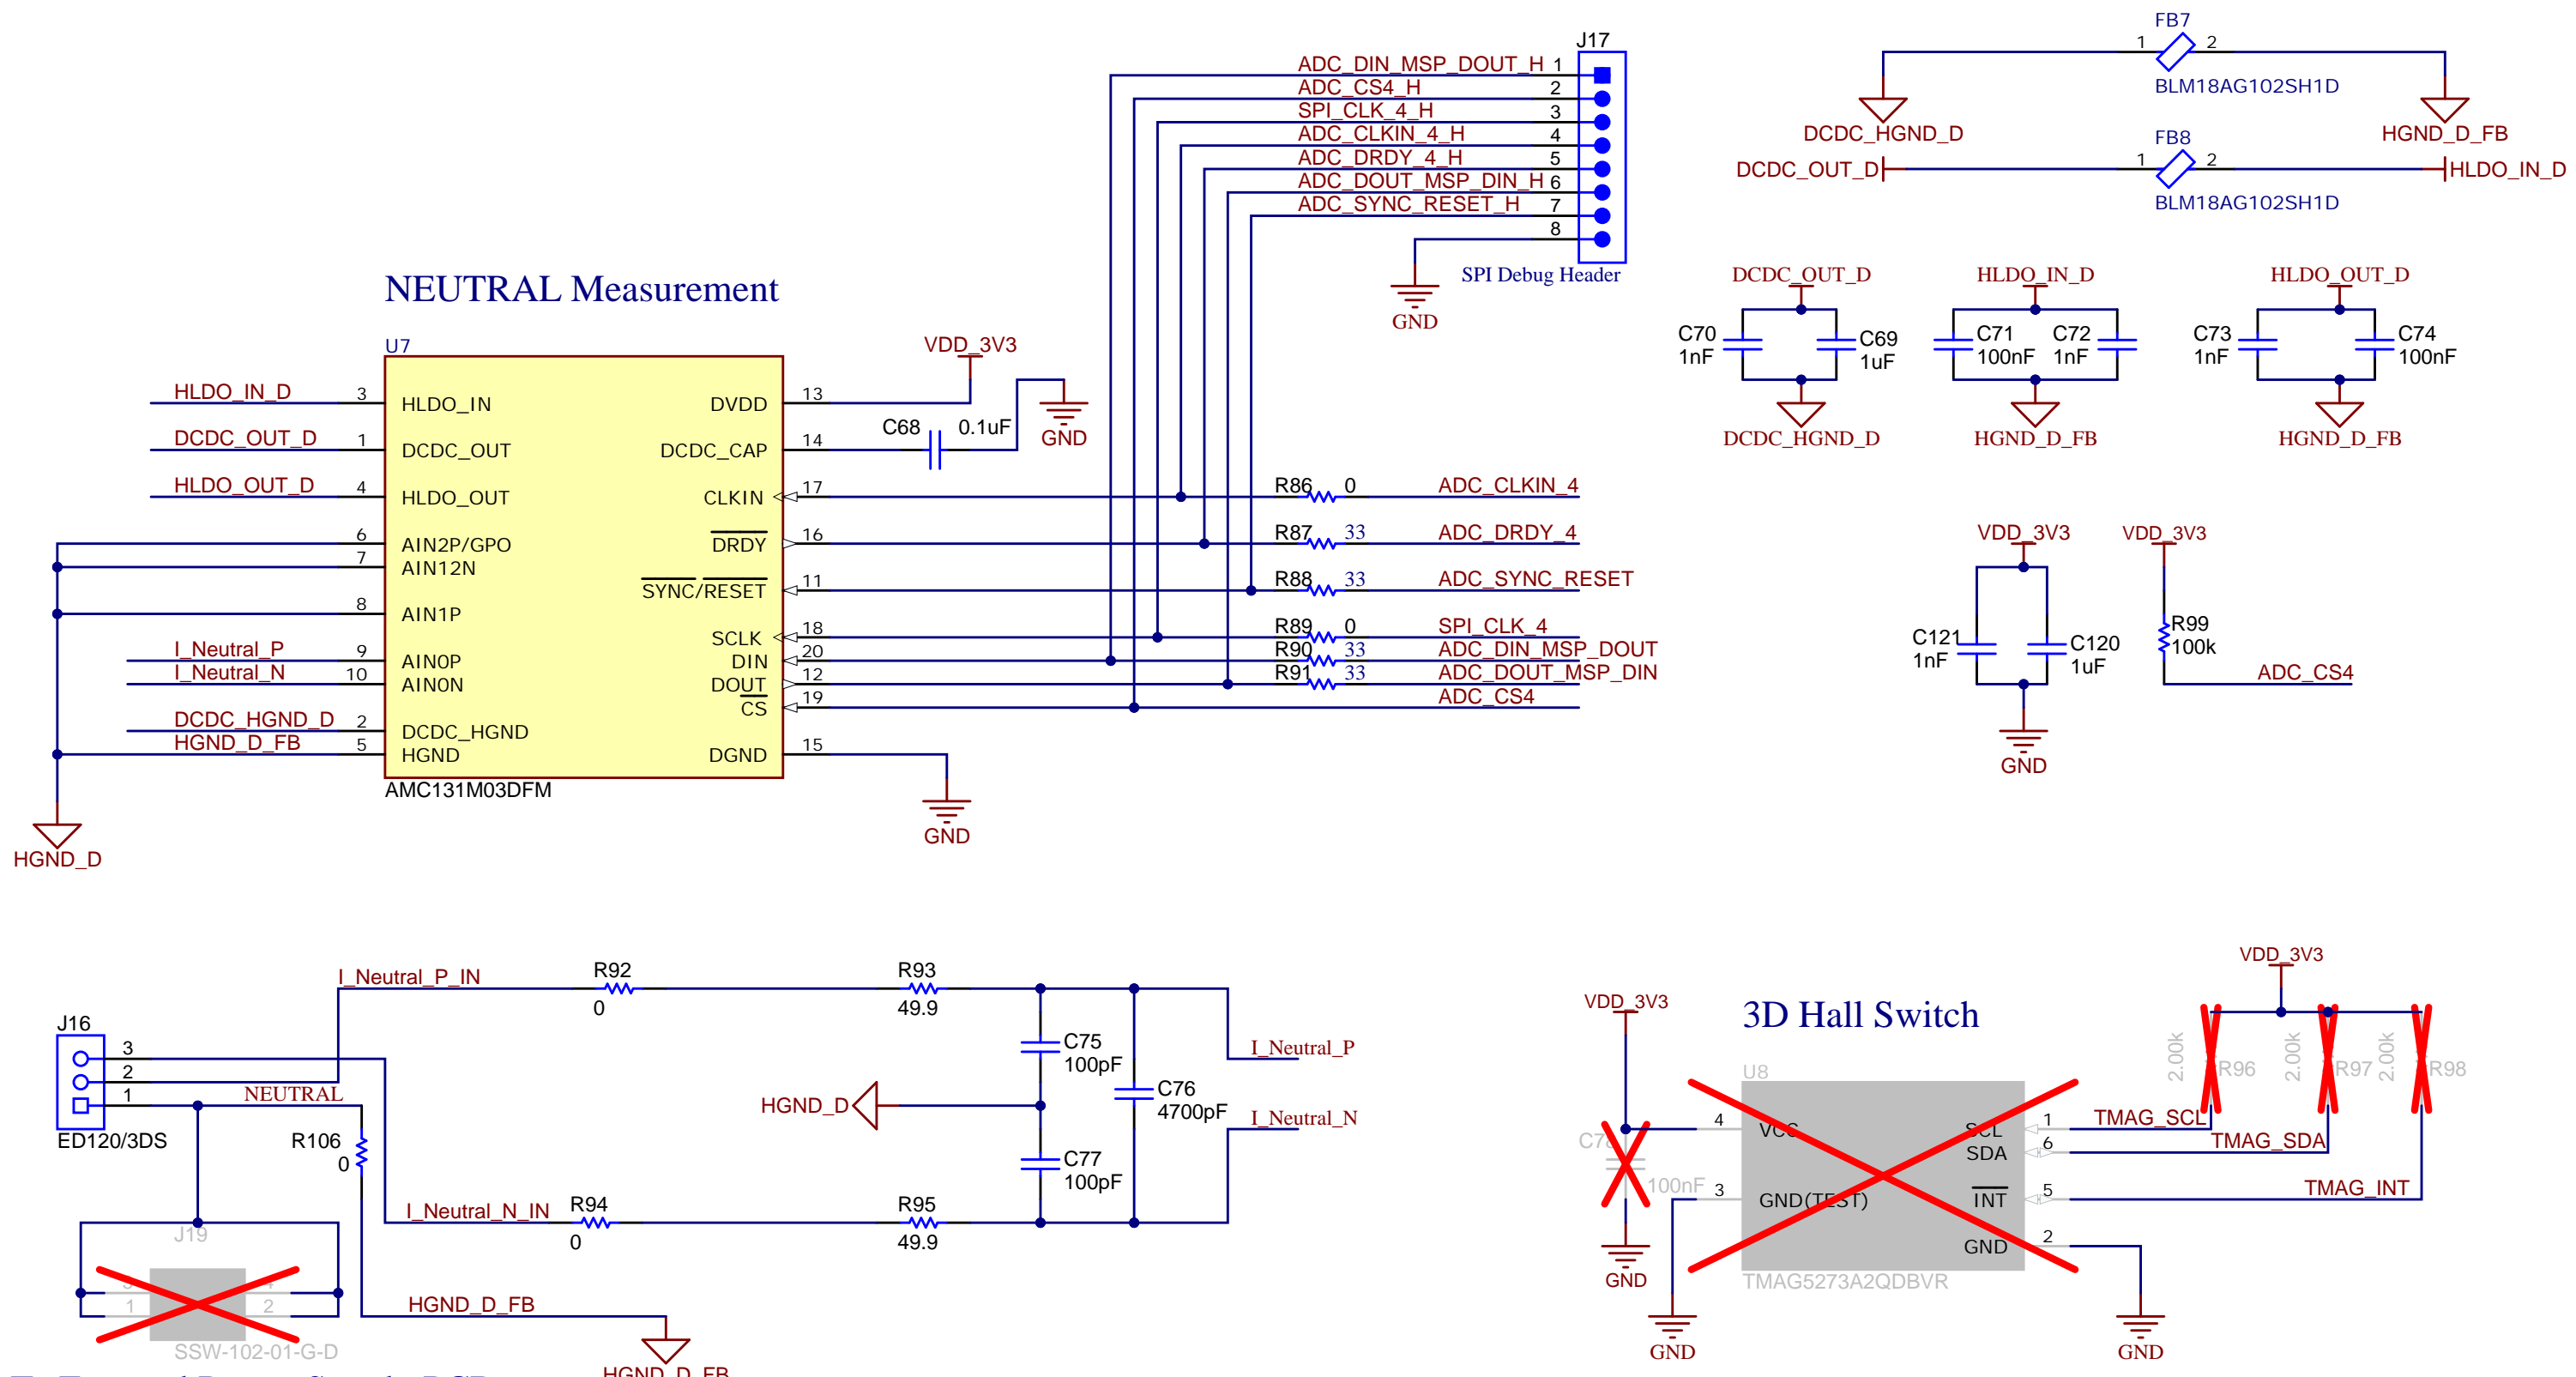 FB7
1 2
BLM18AG102SH1D
DCDC_HGND_D
HGND_D_FB
FB8
DCDC_OUT_D
1 2
HLDO_IN_D
BLM18AG102SH1D
J17
ADC_DIN_MSP_DOUT_H 1
ADC_CS4_H 2
SPI_CLK_4_H 3
ADC_CLKIN_4_H 4
ADC_DRDY_4_H 5
ADC_DOUT_MSP_DIN_H 6
ADC_SYNC_RESET_H 7
8
SPI Debug Header
GND
NEUTRAL Measurement
U7
HLDO_IN_D 3 HLDO_IN
DCDC_OUT_D 1 DCDC_OUT
HLDO_OUT_D 4 HLDO_OUT
6 AIN2P/GPO
7 AIN12N
8 AIN1P
I_Neutral_P 9 AIN0P
I_Neutral_N 10 AIN0N
DCDC_HGND_D 2 DCDC_HGND
HGND_D_FB 5 HGND
AMC131M03DFM
HGND_D
VDD_3V3
DVDD 13
DCDC_CAP 14 C68 0.1uF
GND
CLKIN 17 R86 0 ADC_CLKIN_4
DRDY 16 R87 33 ADC_DRDY_4
SYNC/RESET 11 R88 33 ADC_SYNC_RESET
SCLK 18 R89 0 SPI_CLK_4
DIN 20 R90 33 ADC_DIN_MSP_DOUT
DOUT 12 R91 33 ADC_DOUT_MSP_DIN
CS 19 ADC_CS4
DGND 15
GND
DCDC_OUT_D
C70
1nF
C69
1uF
DCDC_HGND_D
HLDO_IN_D
C71
100nF
C72
1nF
HGND_D_FB
HLDO_OUT_D
C73
1nF
C74
100nF
HGND_D_FB
VDD_3V3
C121
1nF
C120
1uF
GND
VDD_3V3
R99
100k
ADC_CS4
J16
3
2
1
ED120/3DS
I_Neutral_P_IN
R92
0
R93
49.9
NEUTRAL
R106
0
C75
100pF
HGND_D
C76
4700pF
C77
100pF
I_Neutral_P
I_Neutral_N
I_Neutral_N_IN
R94
0
R95
49.9
J19
1 2
SSW-102-01-G-D
HGND_D_FB
HGND_D_FB
3D Hall Switch
VDD_3V3
100nF
GND
U8
4 VCC
3 GND(TEST)
SCL 1 TMAG_SCL
SDA 6 TMAG_SDA
INT 5 TMAG_INT
GND 2
TMAG5273A2QDBVR
GND
GND
VDD_3V3
2.00k
R96
2.00k
R97
2.00k
R98